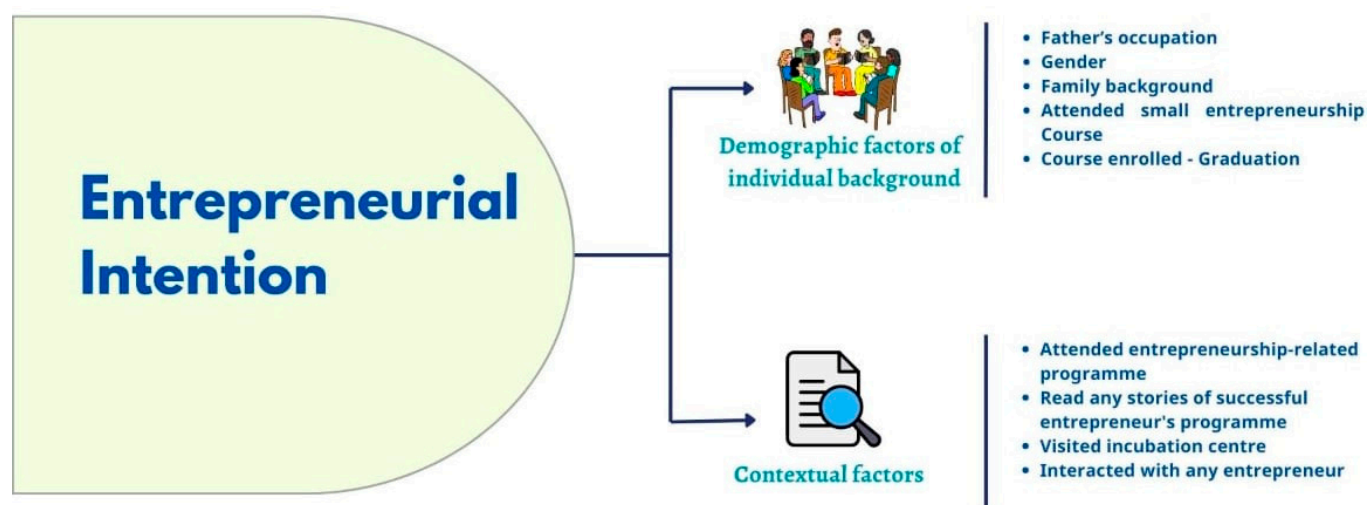 Entrepreneurial
Intention
Demographic factors of
individual background
• Father's occupation
• Gender
• Family background
• Attended small entrepreneurship
Course
• Course enrolled - Graduation
Contextual factors
• Attended entrepreneurship-related
programme
• Read any stories of successful
entrepreneur's programme
• Visited incubation centre
• Interacted with any entrepreneur